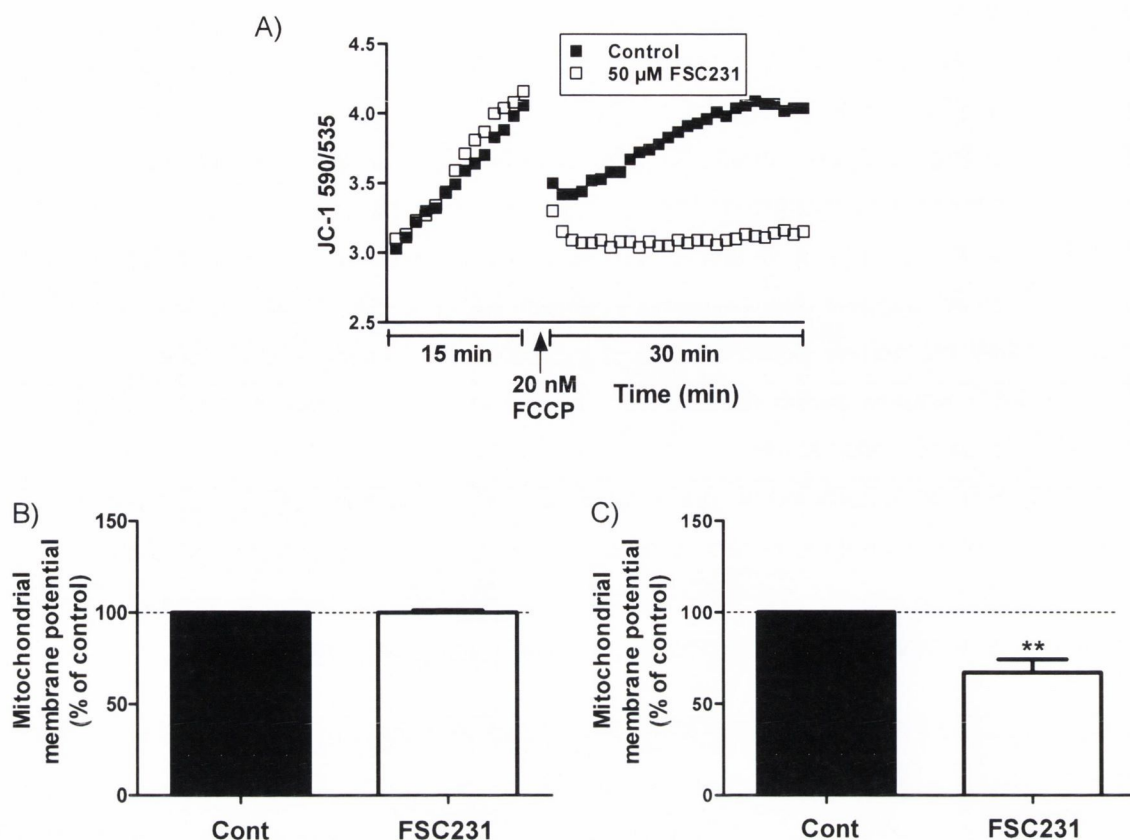 A)
4.5
4.0
3.5
3.0
2.5
JC-1 590/535
Control
50 µM FSC231
15 min
30 min
20 nM
FCCP
Time (min)
B)
150
100
50
0
Mitochondrial
membrane potential
(% of control)
Cont
FSC231
C)
150
100
50
0
Mitochondrial
membrane potential
(% of control)
**
Cont
FSC231